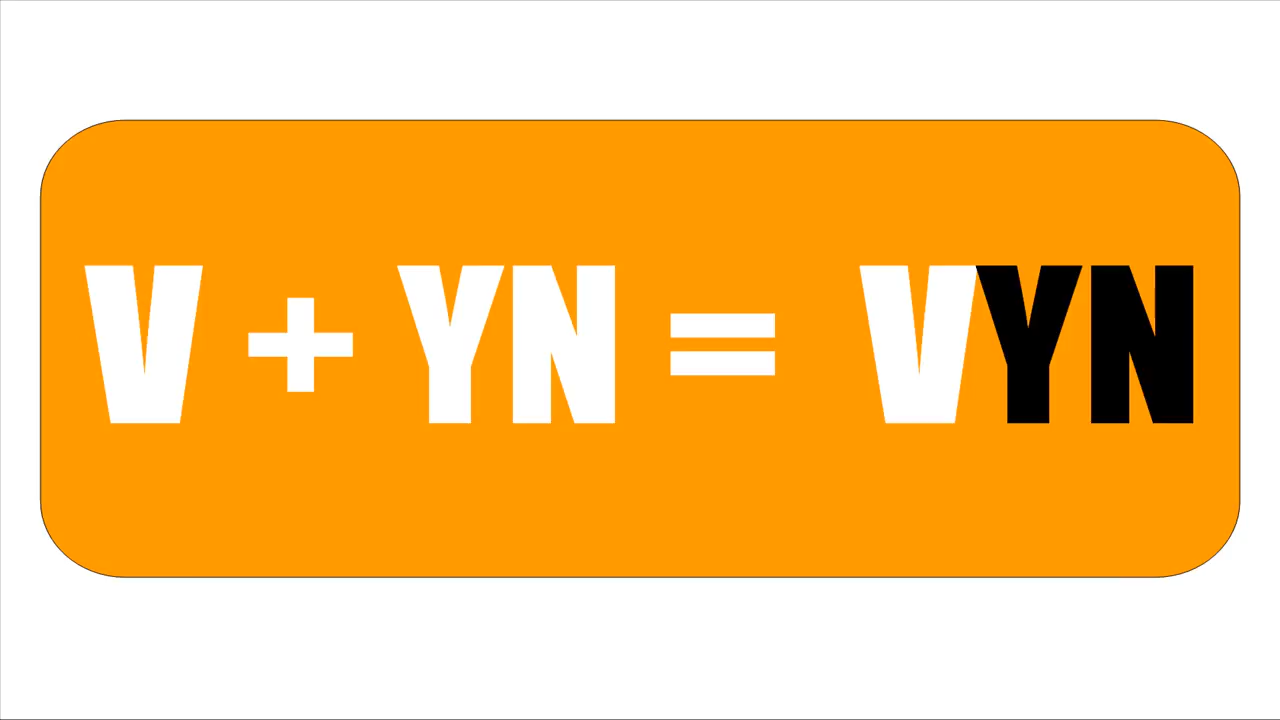 V + YN = VYN